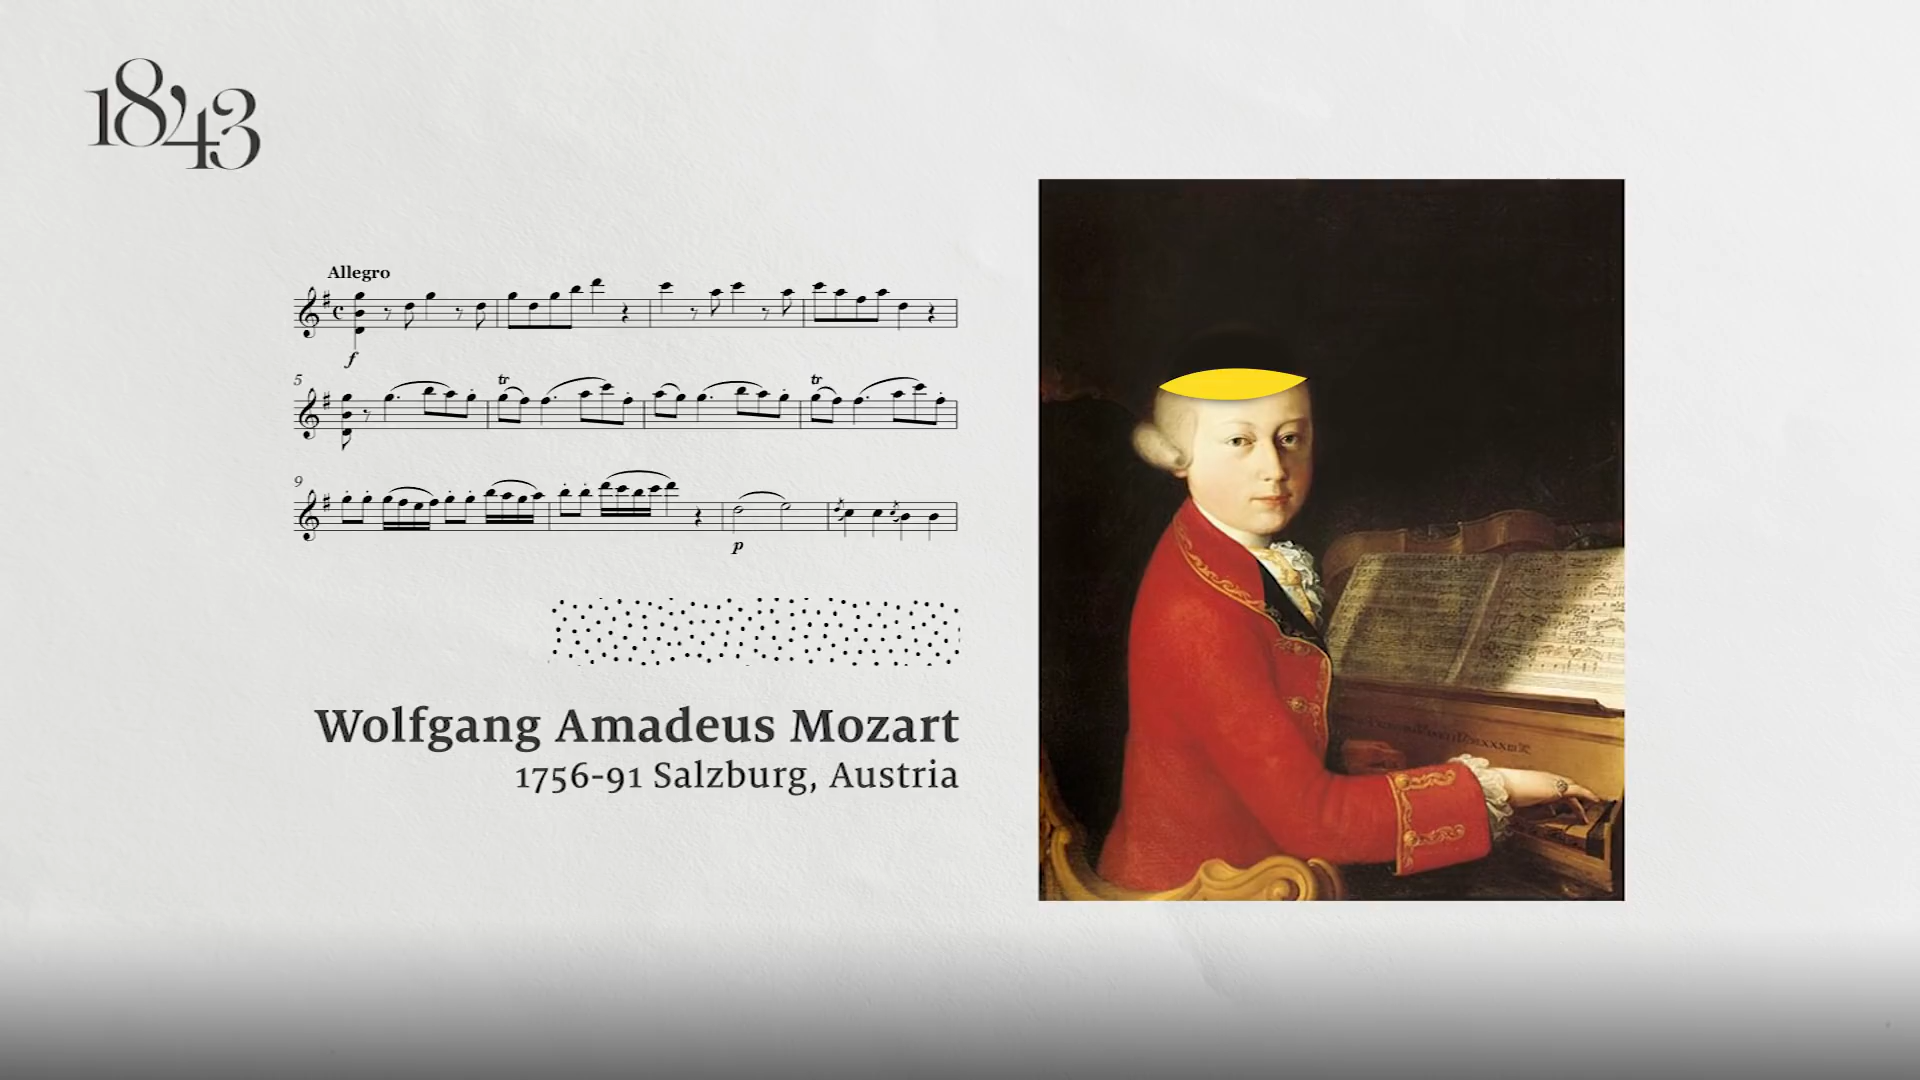 1843
Allegro
f
5
tr
tr
9
p
Wolfgang Amadeus Mozart
1756-91 Salzburg, Austria